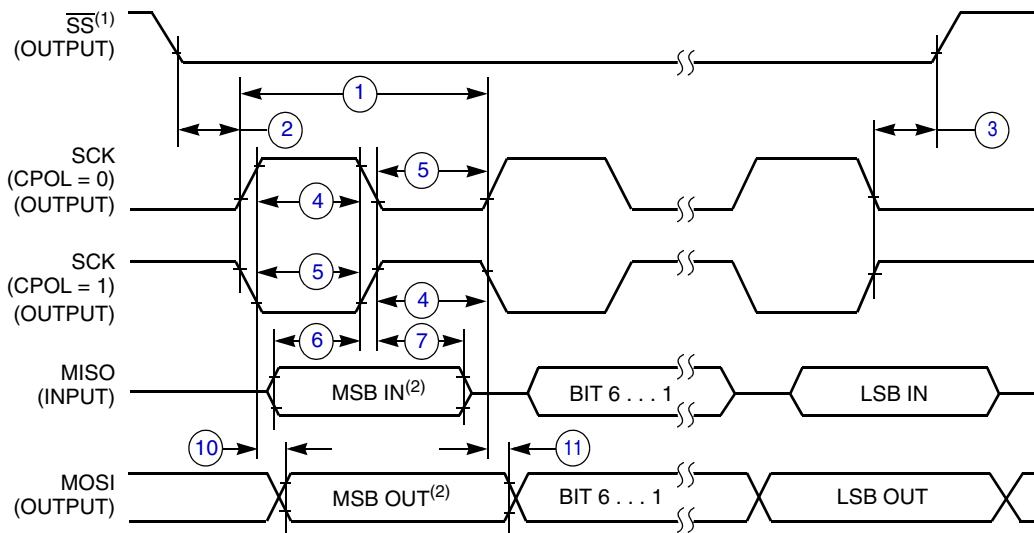 SS(1)
(OUTPUT)
1
2
3
SCK
(CPOL = 0)
(OUTPUT)
5
4
SCK
(CPOL = 1)
(OUTPUT)
5
4
6
7
MISO
(INPUT)
MSB IN(2)
BIT 6 . . . 1
LSB IN
10
11
MOSI
(OUTPUT)
MSB OUT(2)
BIT 6 . . . 1
LSB OUT